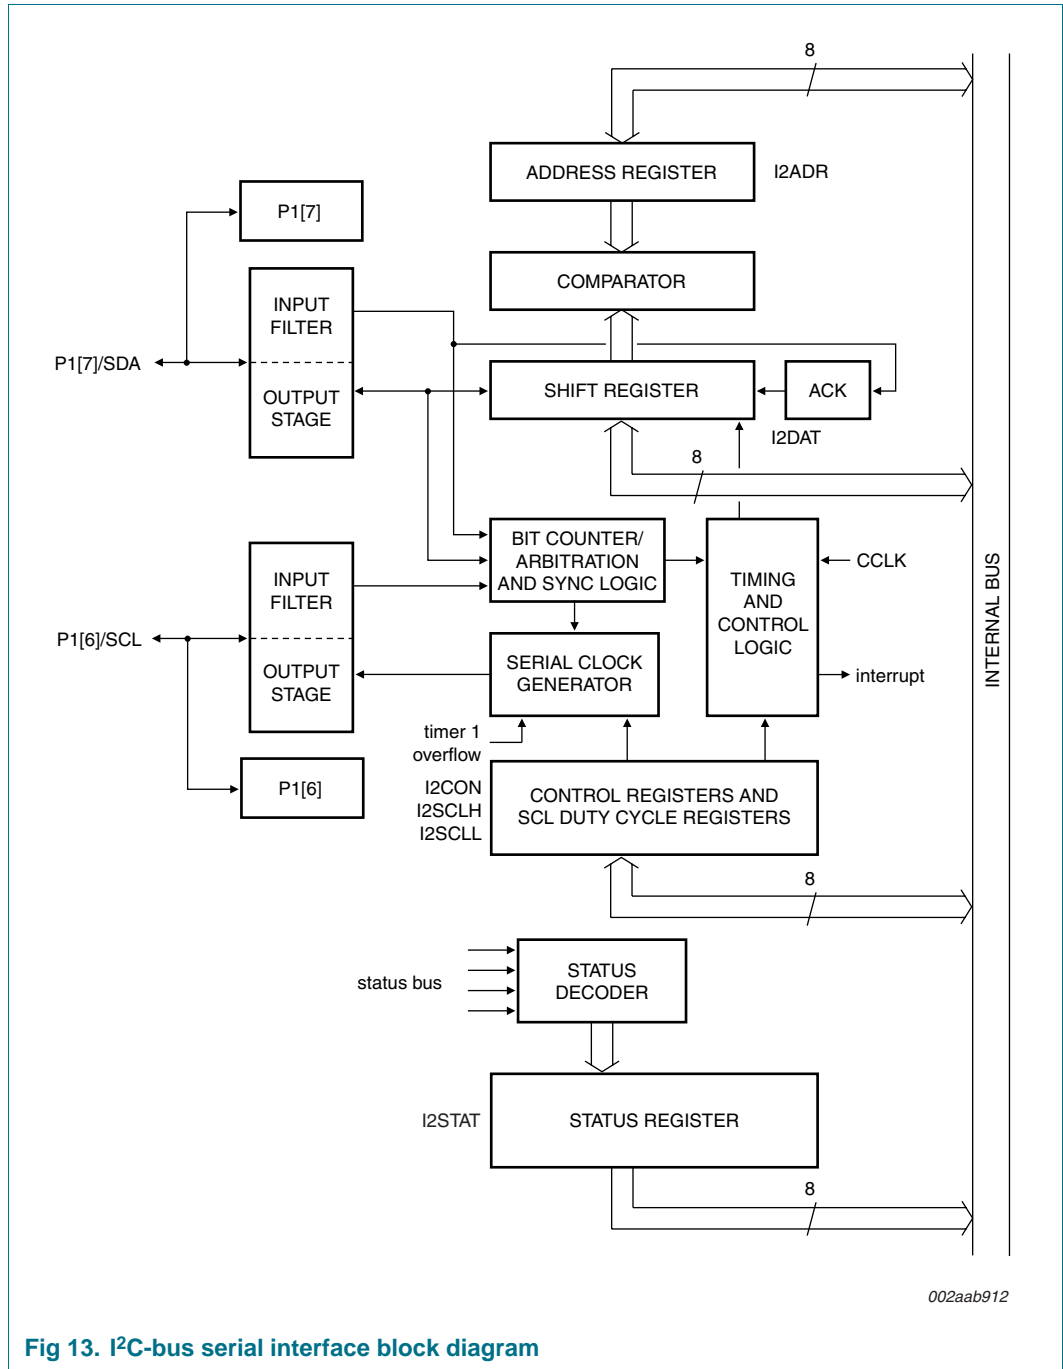 8
ADDRESS REGISTER
I2ADR
P1[7]
COMPARATOR
INPUT
FILTER
P1[7]/SDA
OUTPUT
STAGE
SHIFT REGISTER
ACK
I2DAT
8
BIT COUNTER/
ARBITRATION
AND SYNC LOGIC
INPUT
FILTER
TIMING
AND
CONTROL
LOGIC
CCLK
INTERNAL BUS
P1[6]/SCL
OUTPUT
STAGE
SERIAL CLOCK
GENERATOR
interrupt
timer 1
overflow
P1[6]
I2CON
I2SCLH
I2SCLL
CONTROL REGISTERS AND
SCL DUTY CYCLE REGISTERS
8
status bus
STATUS
DECODER
I2STAT
STATUS REGISTER
8
002aab912
Fig 13. I²C-bus serial interface block diagram